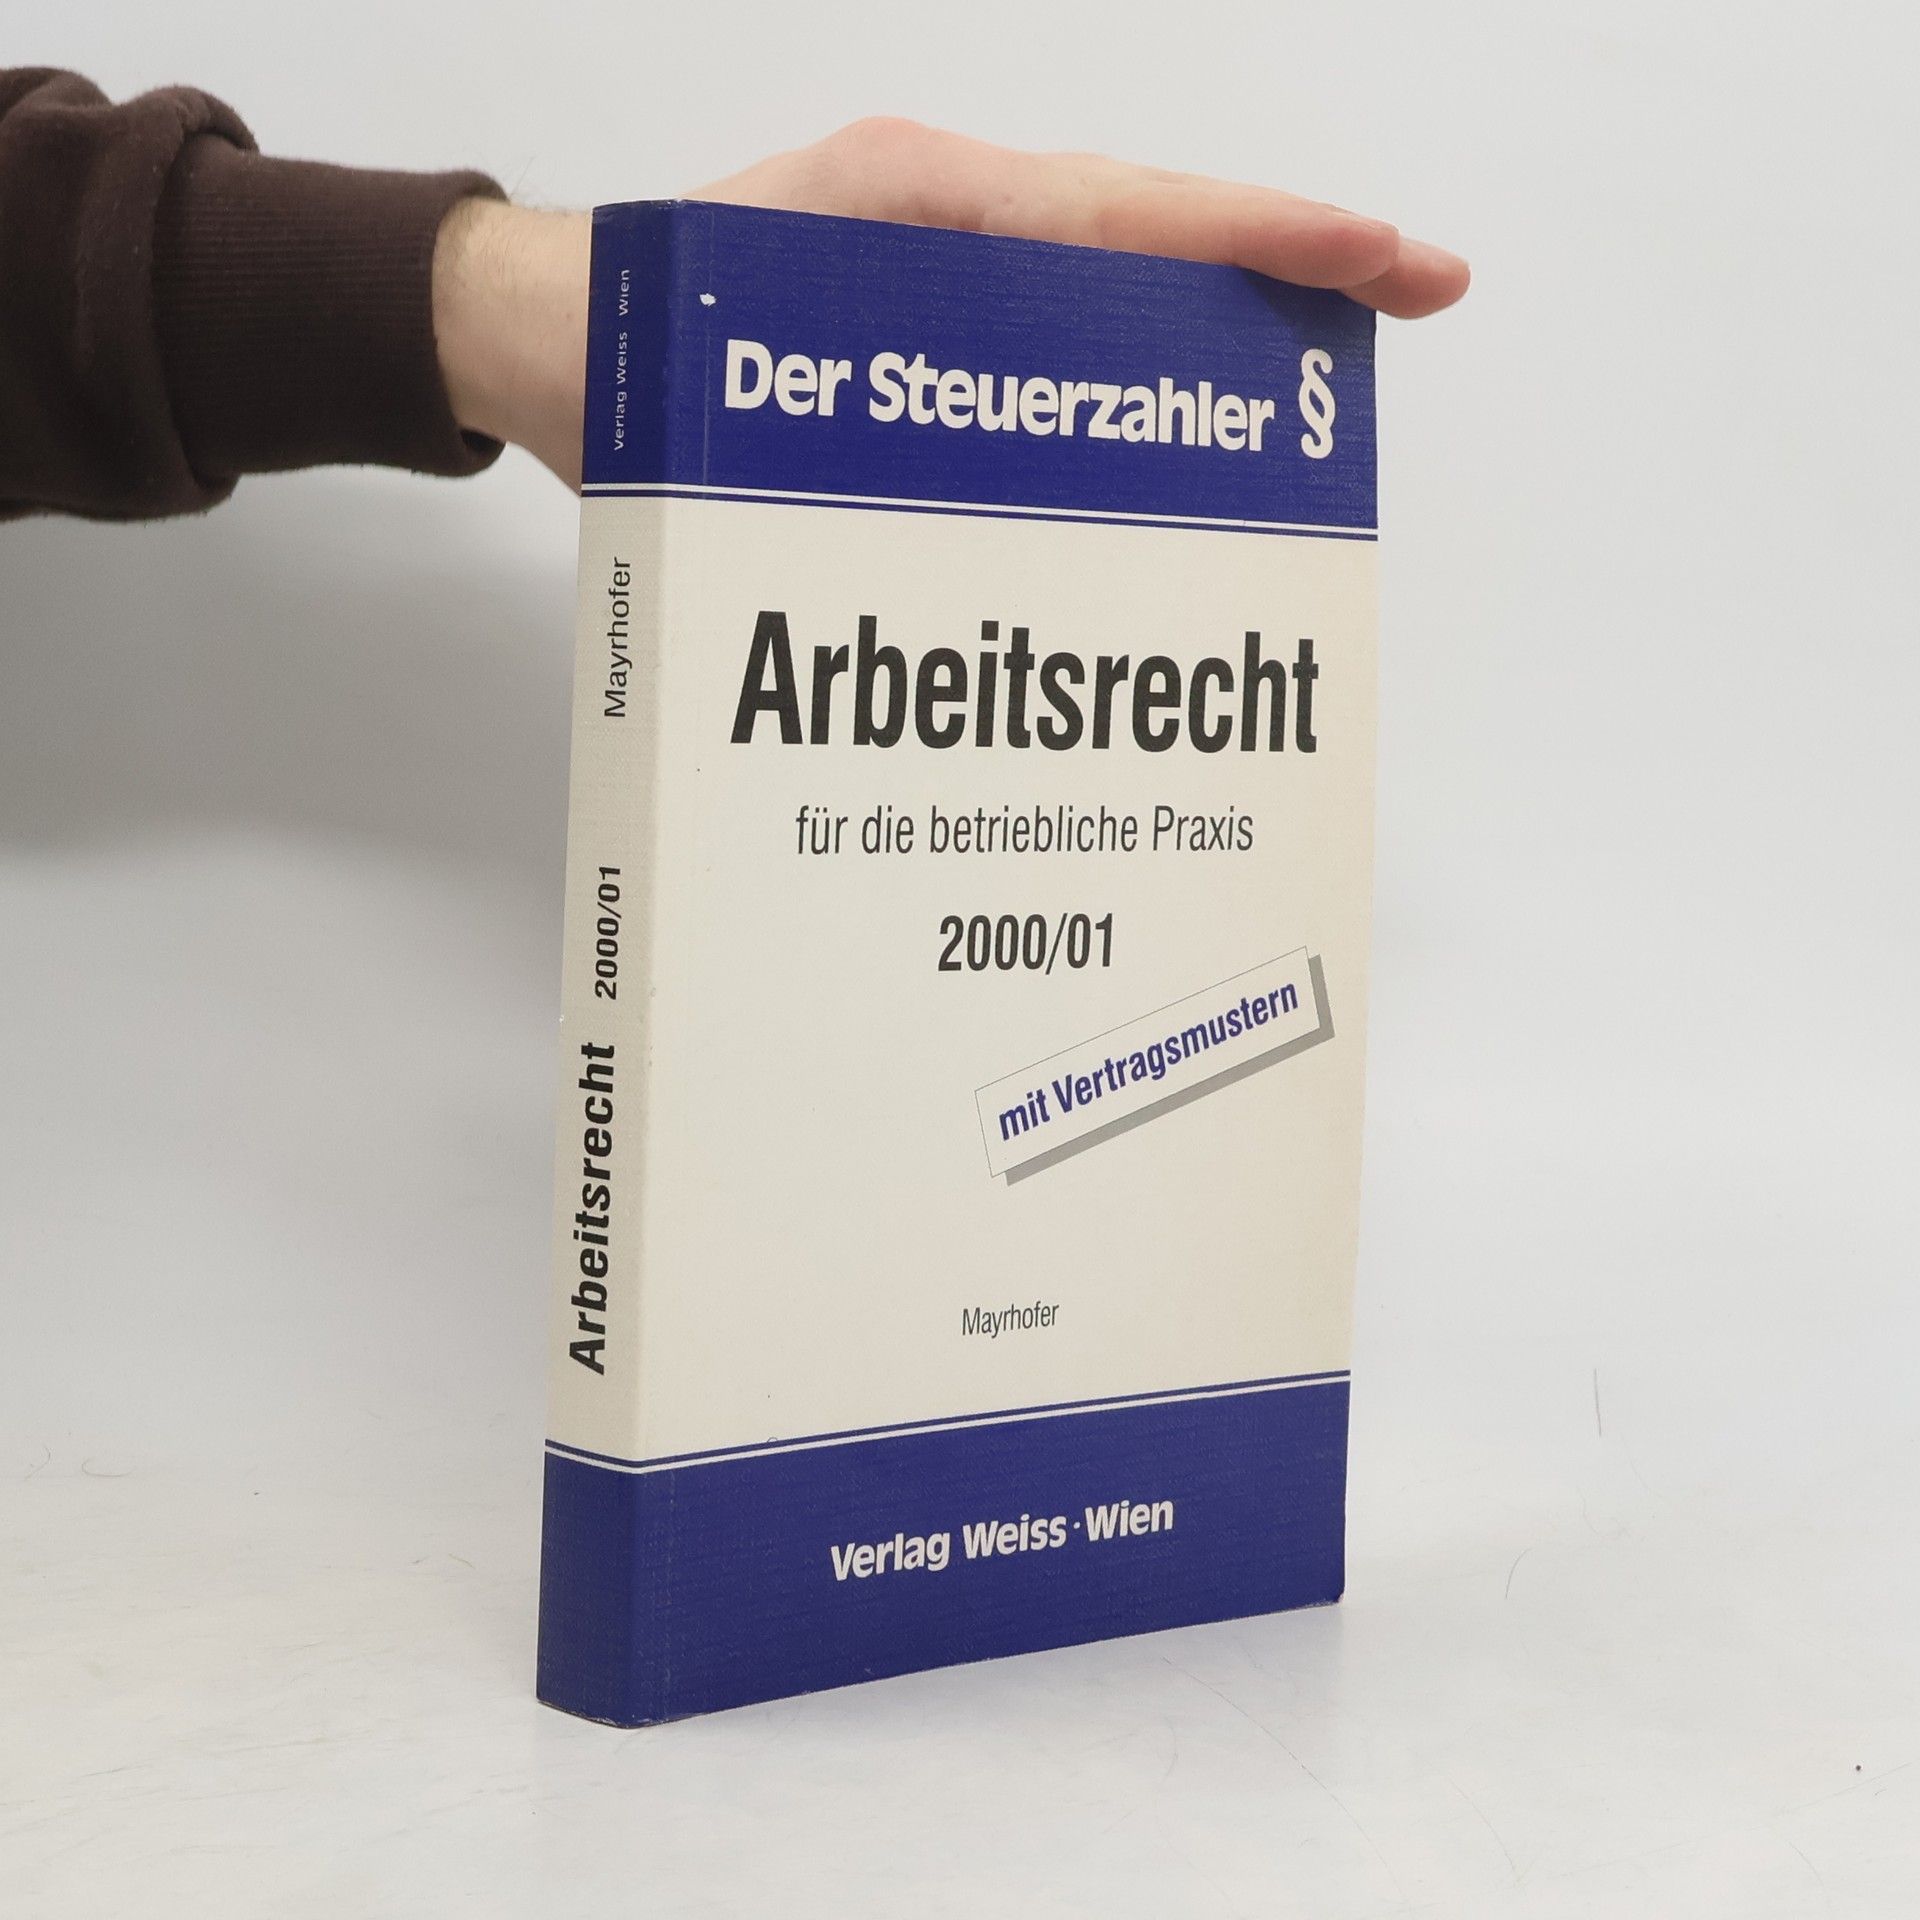 Der Steuerzahler §
Arbeitsrecht
für die betriebliche Praxis
2000/01
mit Vertragsmustern
Mayrhofer
Verlag Weiss · Wien
Arbeitsrecht 2000/01 Mayrhofer Verlag Weiss Wien